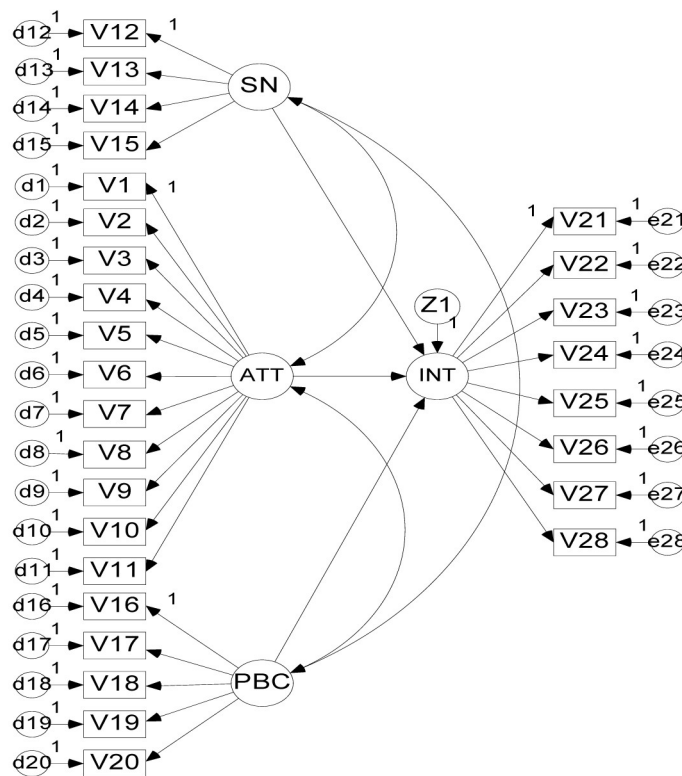 d12 1 V12 1
d13 1 V13
SN
d14 1 V14
d15 1 V15
d1 1 V1 1
d2 1 V2
d3 1 V3
d4 1 V4
d5 1 V5
d6 1 V6
d7 1 V7
d8 1 V8
d9 1 V9
d10 1 V10
d11 1 V11
ATT
Z1
1
INT
1 V21 1 e21
V22 1 e22
V23 1 e23
V24 1 e24
V25 1 e25
V26 1 e26
V27 1 e27
V28 1 e28
d16 1 V16 1
d17 1 V17
d18 1 V18
PBC
d19 1 V19
d20 1 V20